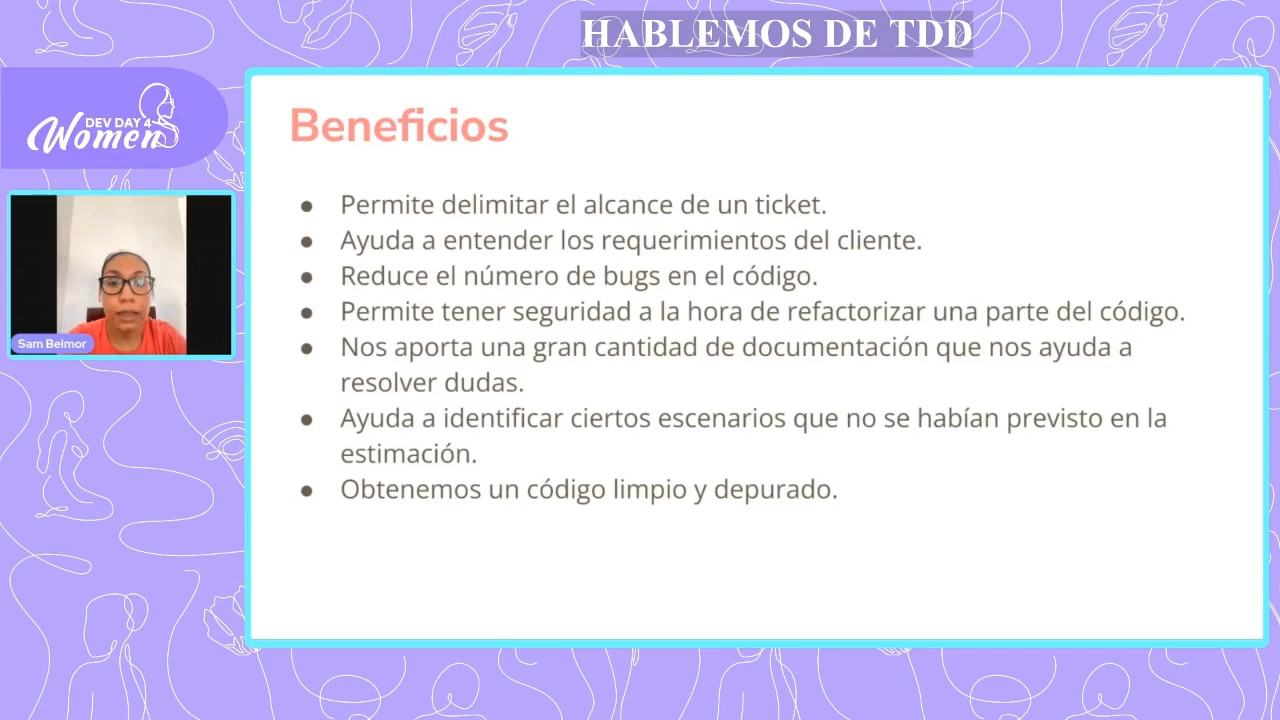 HABLEMOS DE TDD
DEV DAY 4
Women
Sam Belmor
Beneficios
● Permite delimitar el alcance de un ticket.
● Ayuda a entender los requerimientos del cliente.
● Reduce el número de bugs en el código.
● Permite tener seguridad a la hora de refactorizar una parte del código.
● Nos aporta una gran cantidad de documentación que nos ayuda a
resolver dudas.
● Ayuda a identificar ciertos escenarios que no se habían previsto en la
estimación.
● Obtenemos un código limpio y depurado.